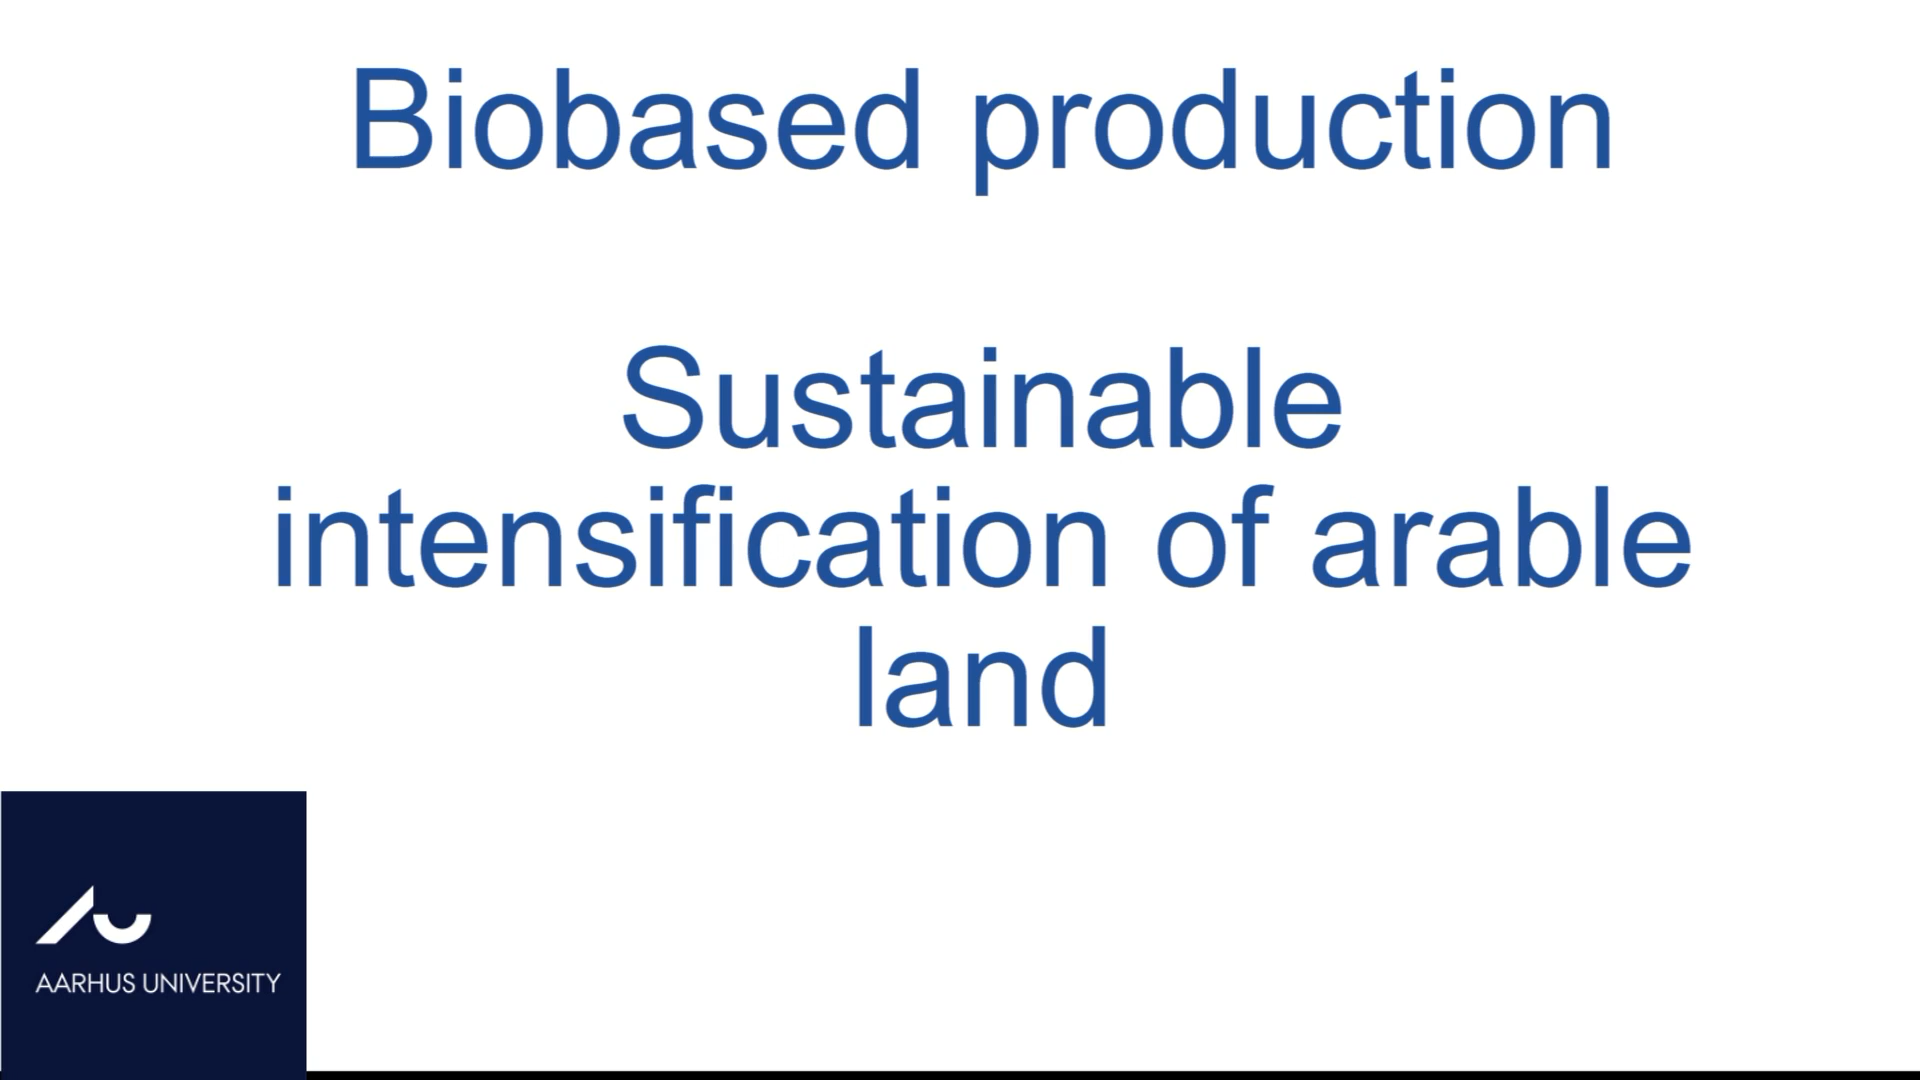 Biobased production
Sustainable
intensification of arable
land
AARHUS UNIVERSITY